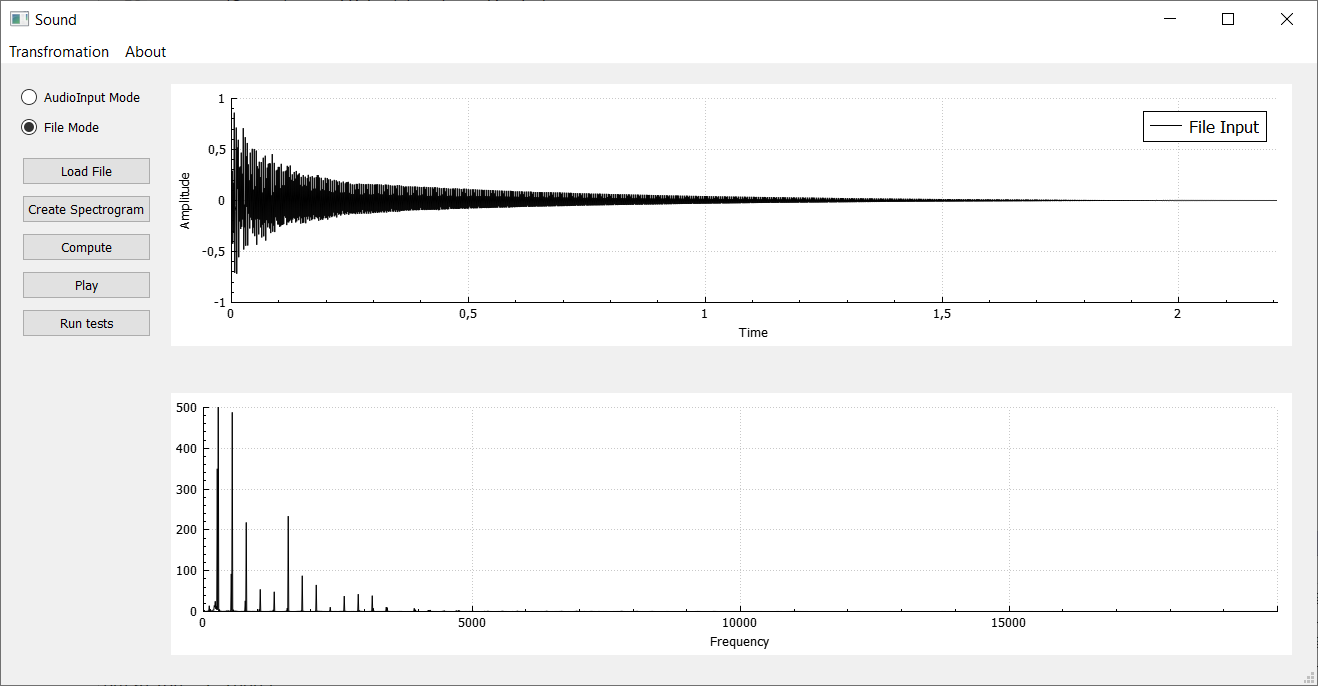 Sound
Transfromation About
AudioInput Mode
File Mode
Load File
Create Spectrogram
Compute
Play
Run tests
File Input
Amplitude
1
0,5
0
-0,5
-1
0 0,5 1 1,5 2
Time
500
400
300
200
100
0
0 5000 10000 15000
Frequency